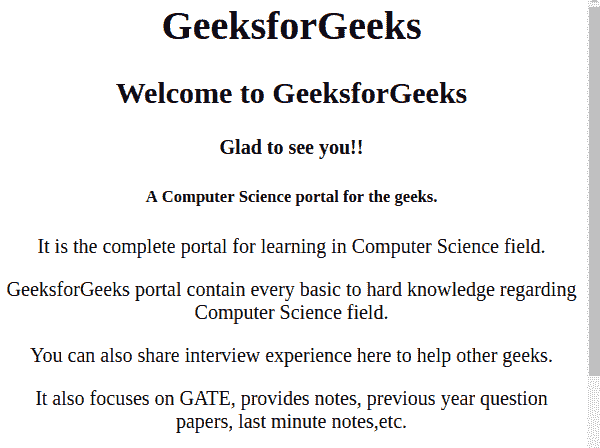 GeeksforGeeks
Welcome to GeeksforGeeks
Glad to see you!!
A Computer Science portal for the geeks.
It is the complete portal for learning in Computer Science field.
GeeksforGeeks portal contain every basic to hard knowledge regarding
Computer Science field.
You can also share interview experience here to help other geeks.
It also focuses on GATE, provides notes, previous year question
papers, last minute notes,etc.